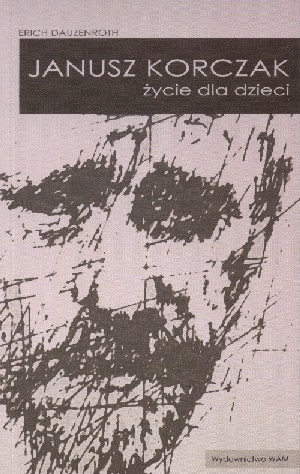 ERICH DAUZENROTH
JANUSZ KORCZAK
życie dla dzieci
Wydawnictwo WAM